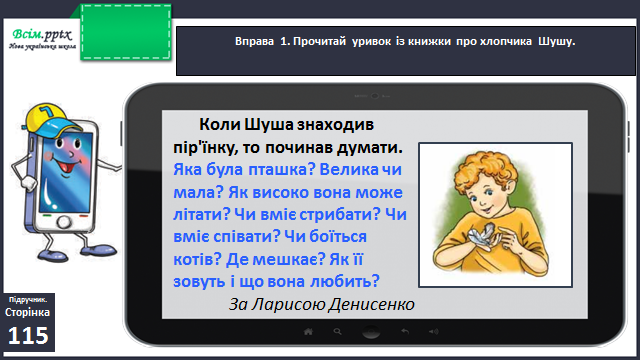 Всім.pptx
Нова українська школа
Вправа 1. Прочитай уривок із книжки про хлопчика Шушу.
7
Коли Шуша знаходив
пір'їнку, то починав думати.
Яка була пташка? Велика чи
мала? Як високо вона може
літати? Чи вміє стрибати? Чи
вміє співати? Чи боїться
котів? Де мешкає? Як її
зовуть і що вона любить?
За Ларисою Денисенко
Підручник.
Сторінка
115